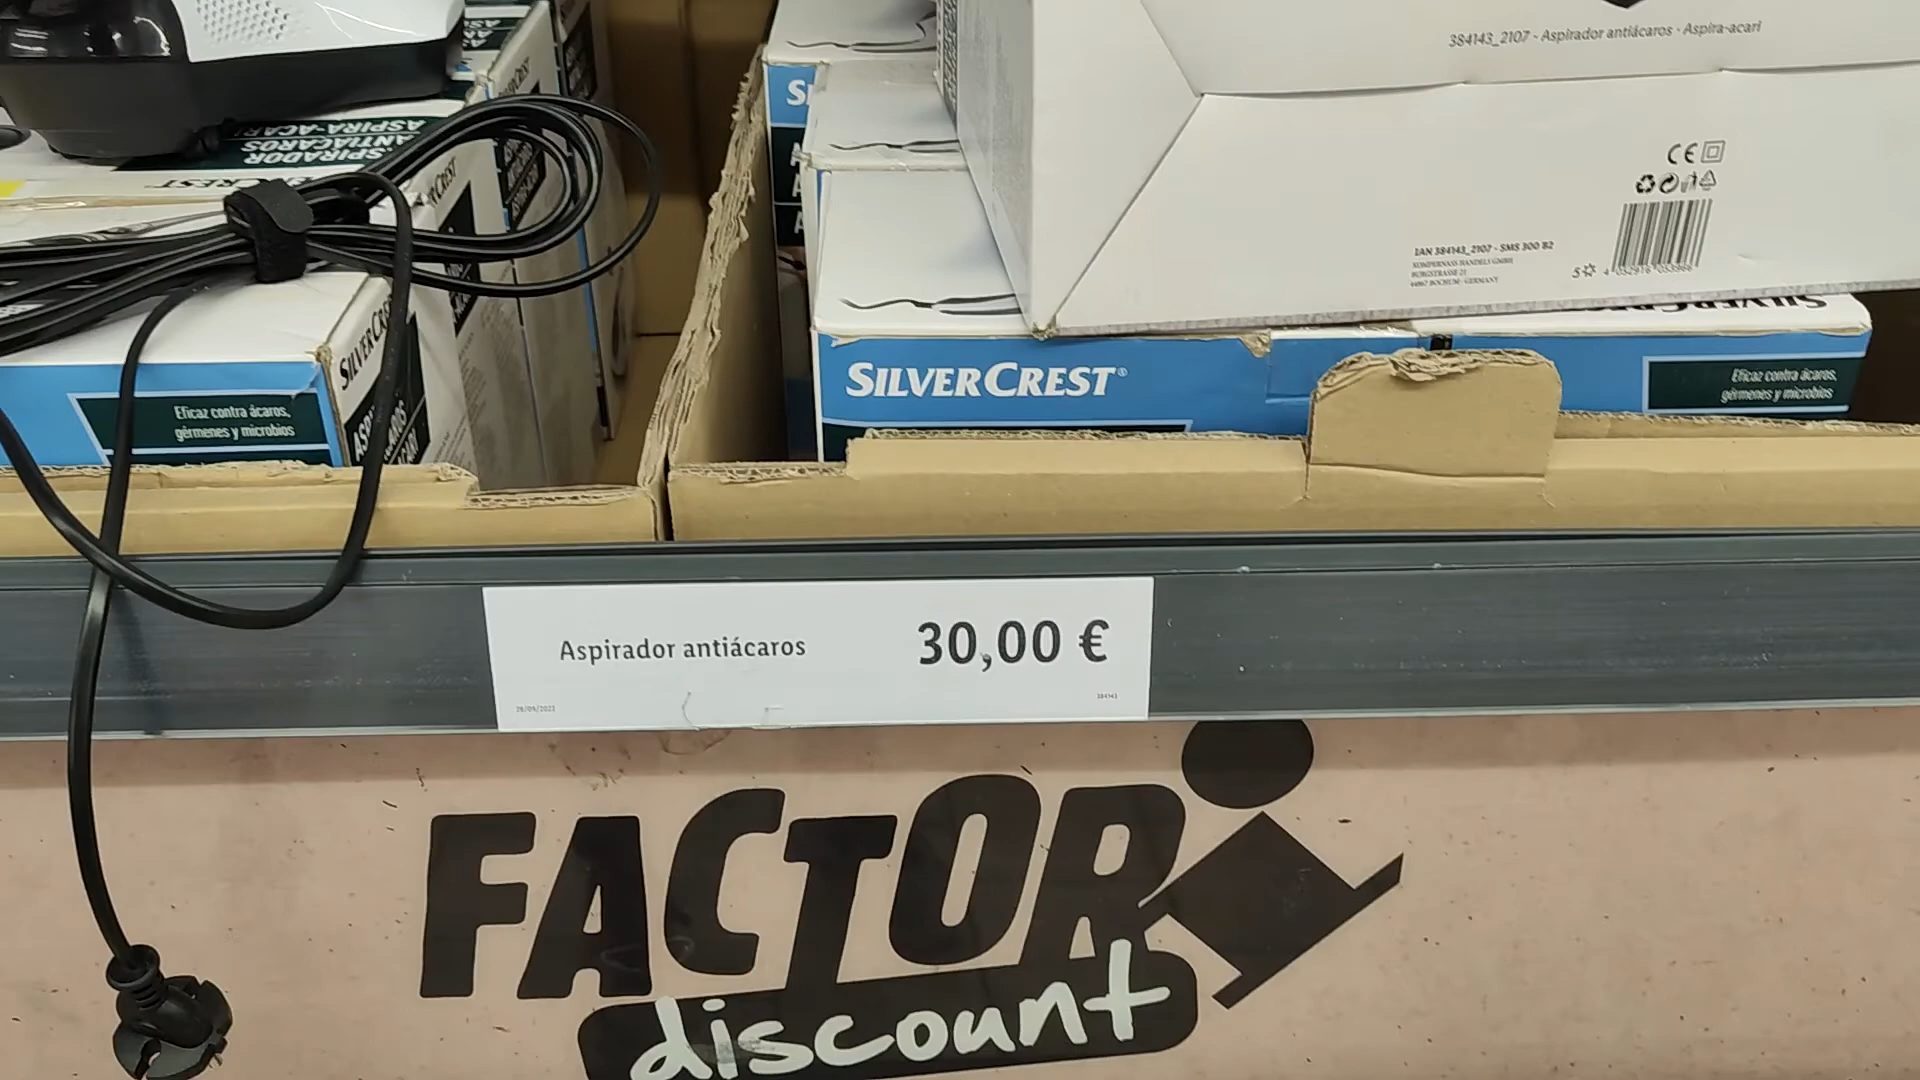 384143_2107 - Aspirador antiácaros · Aspira-acari
ASPIRA-ACARI
ANTIÁCAROS
ASPIRADOR
SILVERCREST
IAN 384143_2107 - SMS 300 B2
KOMPERNASS HANDELS GMBH
BURGSTRASSE 21
44867 BOCHUM · GERMANY
CE
SILVERCREST®
Eficaz contra ácaros,
gérmenes y microbios
Eficaz contra ácaros,
gérmenes y microbios
Aspirador antiácaros
30,00 €
384143
FACTORY
discount